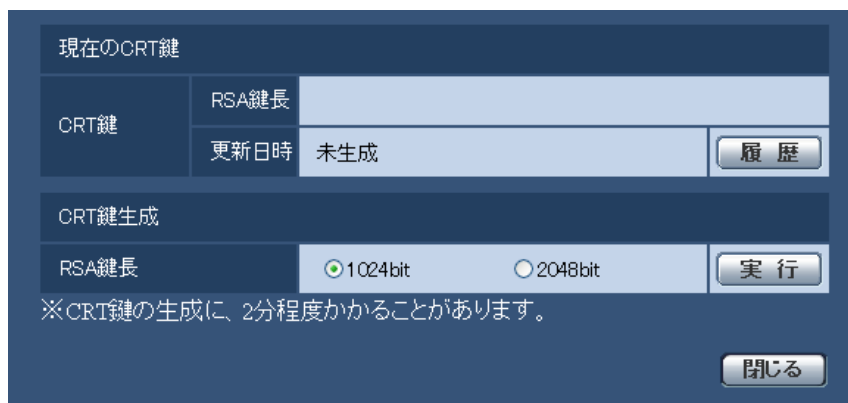 現在のCRT鍵
CRT鍵
RSA鍵長
更新日時 未生成 履歴
CRT鍵生成
RSA鍵長 1024bit 2048bit 実行
※CRT鍵の生成に、2分程度かかることがあります。
閉じる